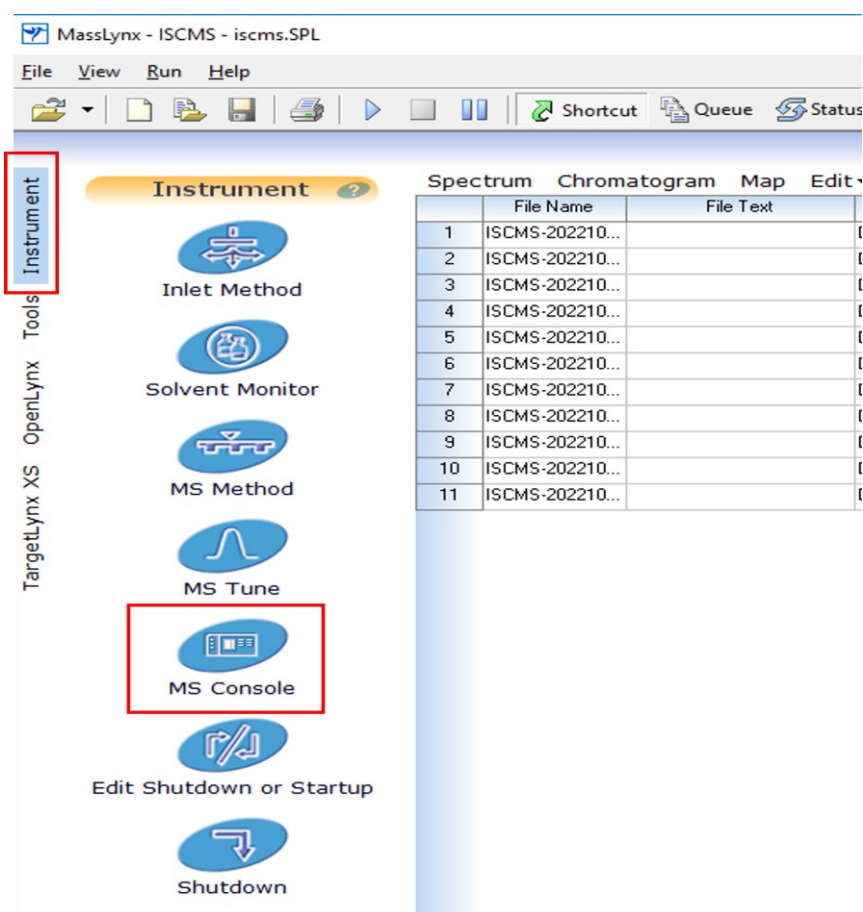 MassLynx - ISCMS - iscms.SPL
File View Run Help
Shortcut Queue Status
Instrument
Tools
OpenLynx
TargetLynx XS
Instrument ?
Inlet Method
Solvent Monitor
MS Method
MS Tune
MS Console
Edit Shutdown or Startup
Shutdown
Spectrum Chromatogram Map Edit
File Name File Text
1 ISCMS-202210...
2 ISCMS-202210...
3 ISCMS-202210...
4 ISCMS-202210...
5 ISCMS-202210...
6 ISCMS-202210...
7 ISCMS-202210...
8 ISCMS-202210...
9 ISCMS-202210...
10 ISCMS-202210...
11 ISCMS-202210...